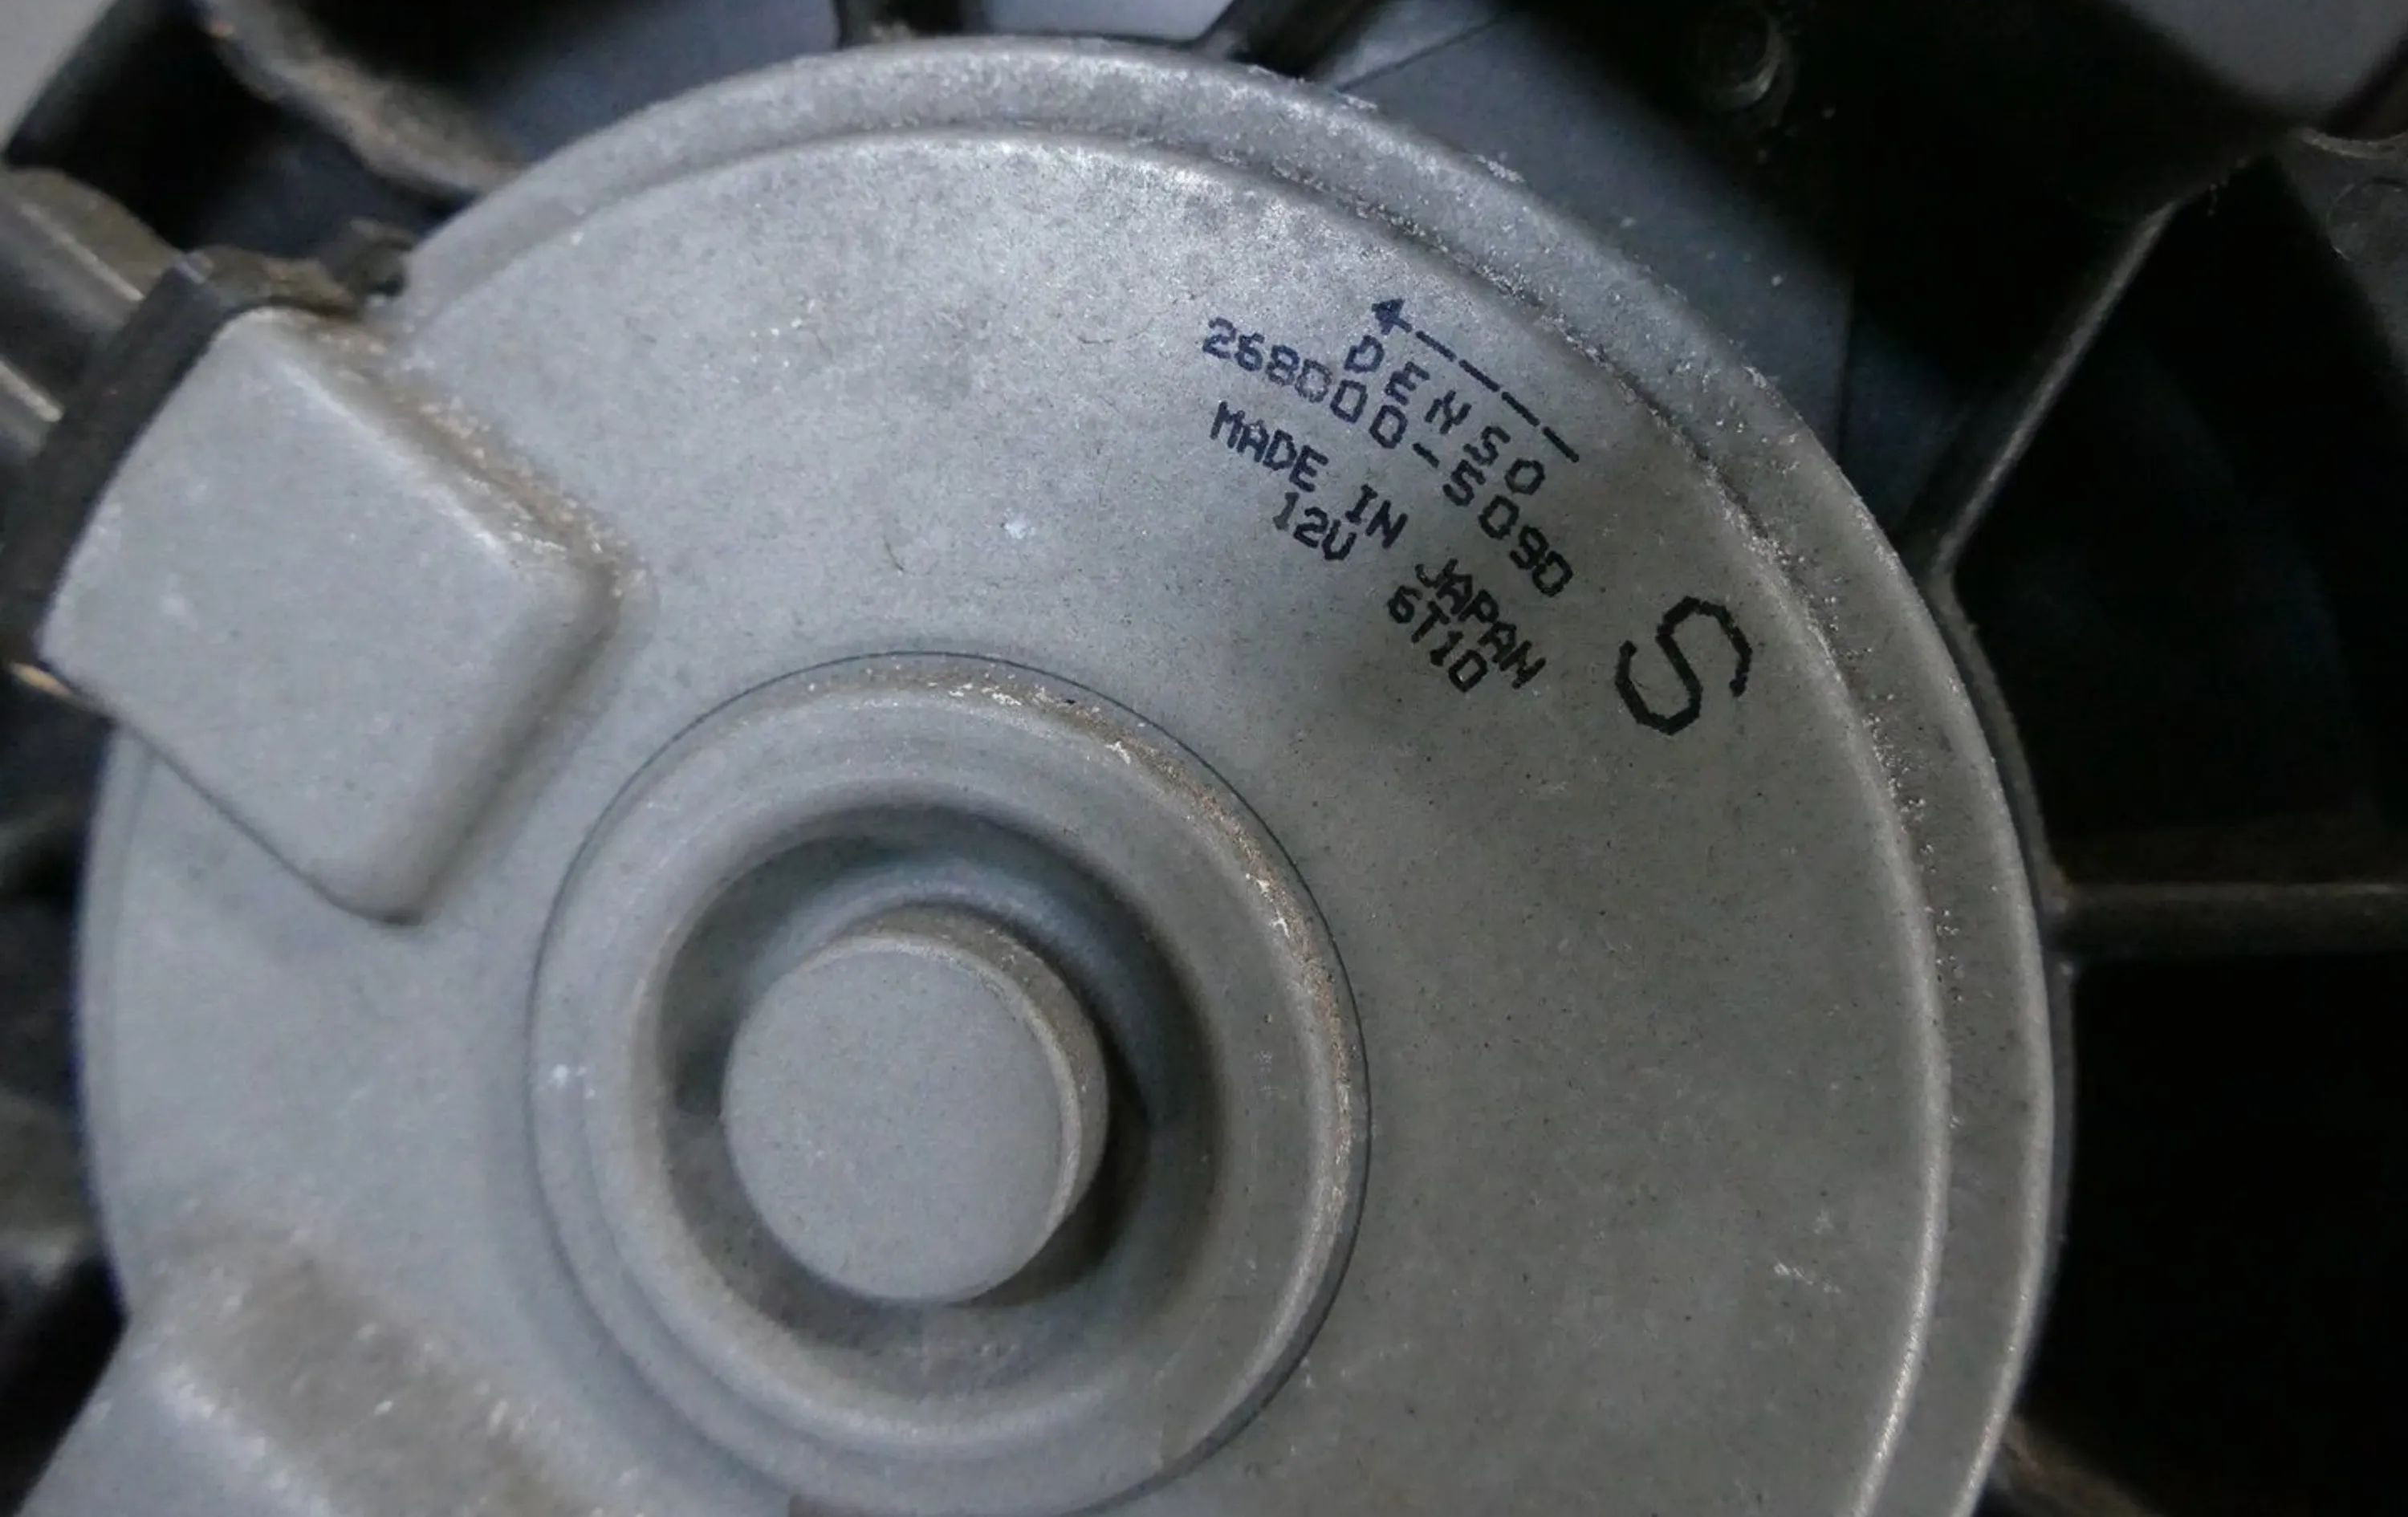 DENSO
268000-5090
MADE IN JAPAN
12V 6T10
S